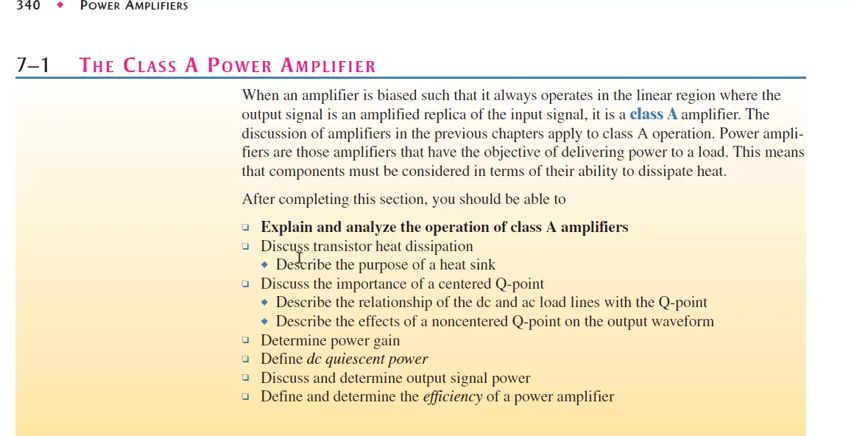 340 ◆ POWER AMPLIFIERS
7–1 THE CLASS A POWER AMPLIFIER
When an amplifier is biased such that it always operates in the linear region where the
output signal is an amplified replica of the input signal, it is a class A amplifier. The
discussion of amplifiers in the previous chapters apply to class A operation. Power ampli-
fiers are those amplifiers that have the objective of delivering power to a load. This means
that components must be considered in terms of their ability to dissipate heat.
After completing this section, you should be able to
❏ Explain and analyze the operation of class A amplifiers
❏ Discuss transistor heat dissipation
◆ Describe the purpose of a heat sink
❏ Discuss the importance of a centered Q-point
◆ Describe the relationship of the dc and ac load lines with the Q-point
◆ Describe the effects of a noncentered Q-point on the output waveform
❏ Determine power gain
❏ Define dc quiescent power
❏ Discuss and determine output signal power
❏ Define and determine the efficiency of a power amplifier